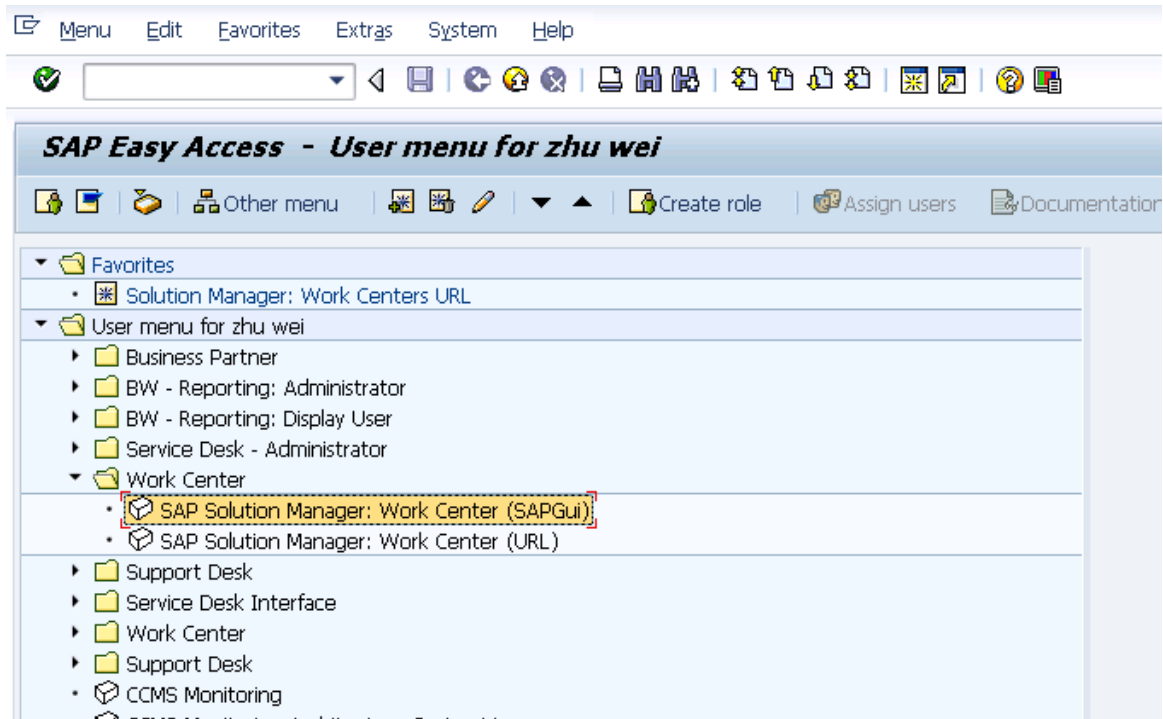 Menu Edit Favorites Extras System Help
SAP Easy Access - User menu for zhu wei
Other menu Create role Assign users Documentation
Favorites
Solution Manager: Work Centers URL
User menu for zhu wei
Business Partner
BW - Reporting: Administrator
BW - Reporting: Display User
Service Desk - Administrator
Work Center
SAP Solution Manager: Work Center (SAPGui)
SAP Solution Manager: Work Center (URL)
Support Desk
Service Desk Interface
Work Center
Support Desk
CCMS Monitoring